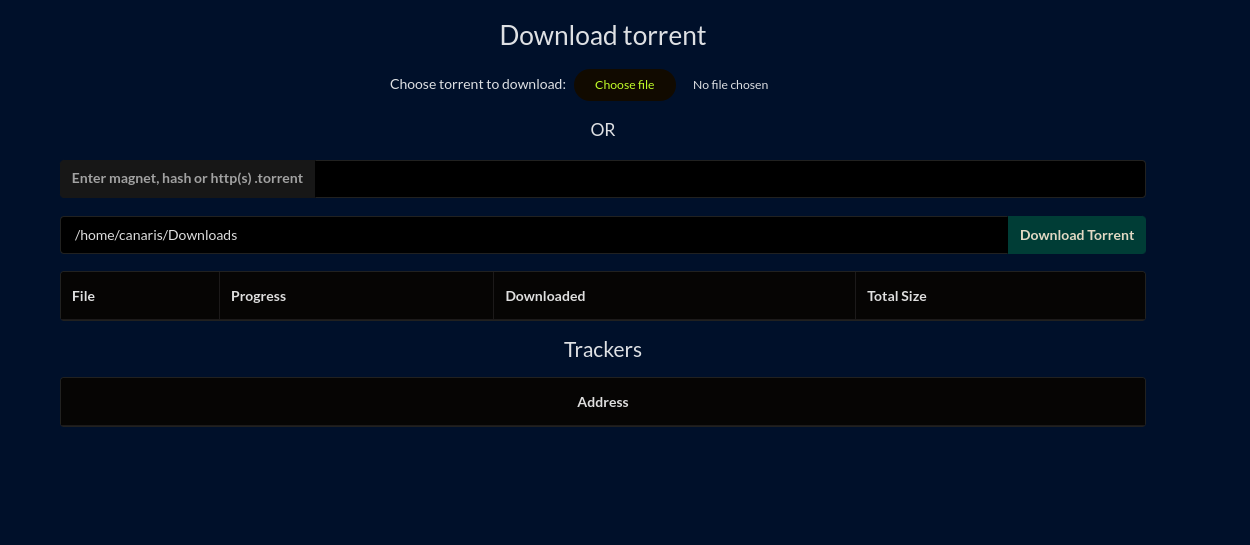 Download torrent
Choose torrent to download: Choose file No file chosen
OR
Enter magnet, hash or http(s) .torrent
/home/canaris/Downloads Download Torrent
File Progress Downloaded Total Size
Trackers
Address